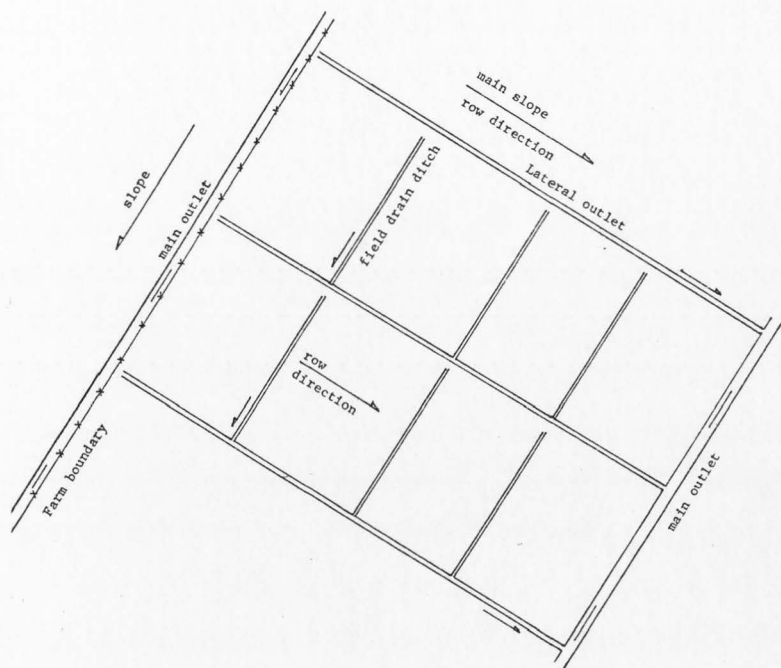 main slope
row direction
Lateral outlet
slope
main outlet
field drain ditch
row
direction
Farm boundary
main outlet